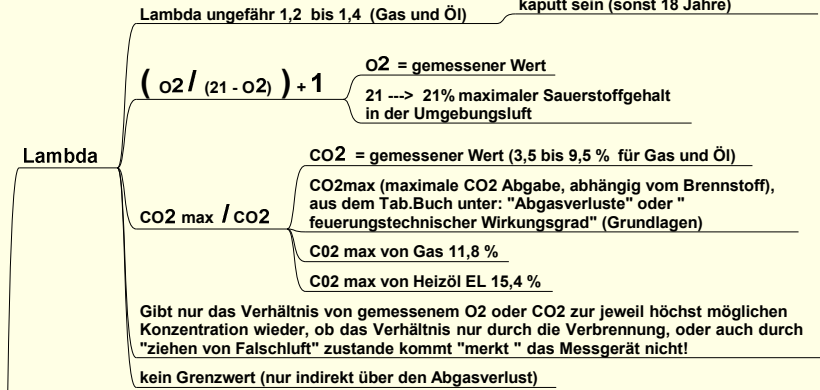 kaputt sein (sonst 18 Jahre)
Lambda ungefähr 1,2 bis 1,4 (Gas und Öl)
O2 = gemessener Wert
( O2 / (21 - O2) ) + 1
21 ---> 21% maximaler Sauerstoffgehalt
in der Umgebungsluft
Lambda
CO2 = gemessener Wert (3,5 bis 9,5 % für Gas und Öl)
CO2max (maximale CO2 Abgabe, abhängig vom Brennstoff),
aus dem Tab.Buch unter: "Abgasverluste" oder "
feuerungstechnischer Wirkungsgrad" (Grundlagen)
CO2 max / CO2
C02 max von Gas 11,8 %
C02 max von Heizöl EL 15,4 %
Gibt nur das Verhältnis von gemessenem O2 oder CO2 zur jeweil höchst möglichen
Konzentration wieder, ob das Verhältnis nur durch die Verbrennung, oder auch durch
"ziehen von Falschluft" zustande kommt "merkt " das Messgerät nicht!
kein Grenzwert (nur indirekt über den Abgasverlust)